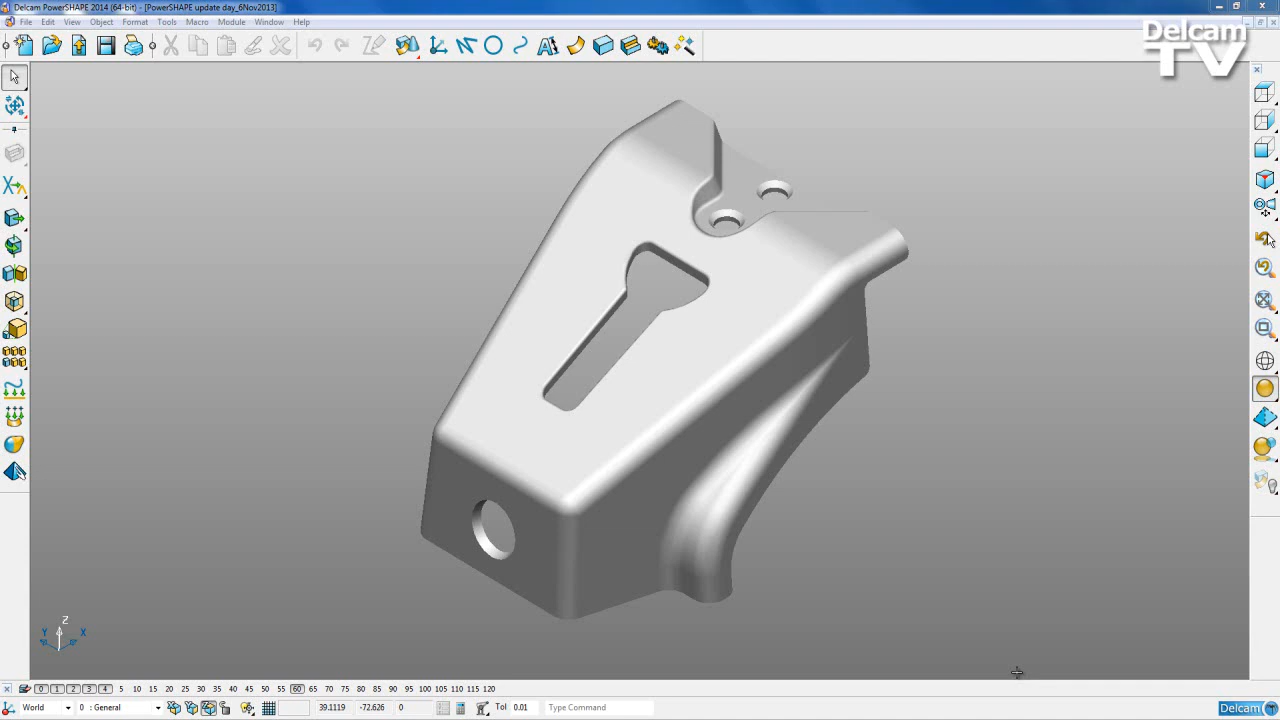 Delcam PowerSHAPE 2014 (64-bit) - [PowerSHAPE update day_6Nov2013]
File Edit View Object Format Tools Macro Module Window Help
Delcam
TV
Z
Y X
0 1 2 3 4 5 10 15 20 25 30 35 40 45 50 55 60 65 70 75 80 85 90 95 100 105 110 115 120
World 0 : General 39.1119 -72.626 0 Tol 0.01 Type Command Delcam